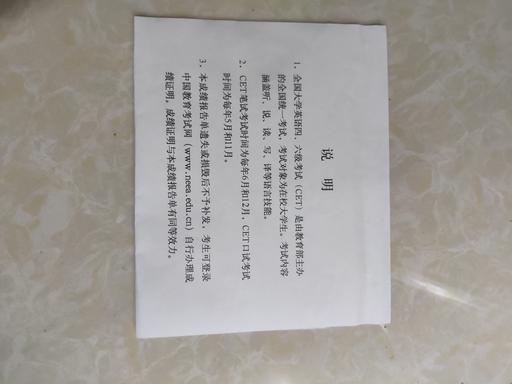 说 明
1、全国大学英语四、六级考试（CET）是由教育部主办
的全国统一考试，考试对象为在校大学生。考试内容
涵盖听、说、读、写、译等语言技能。
2、CET笔试考试时间为每年6月和12月，CET口试考试
时间为每年5月和11月。
3、本成绩报告单遗失或损毁后不予补发，考生可登录
中国教育考试网（www.neea.edu.cn）自行办理成
绩证明。成绩证明与本成绩报告单有同等效力。